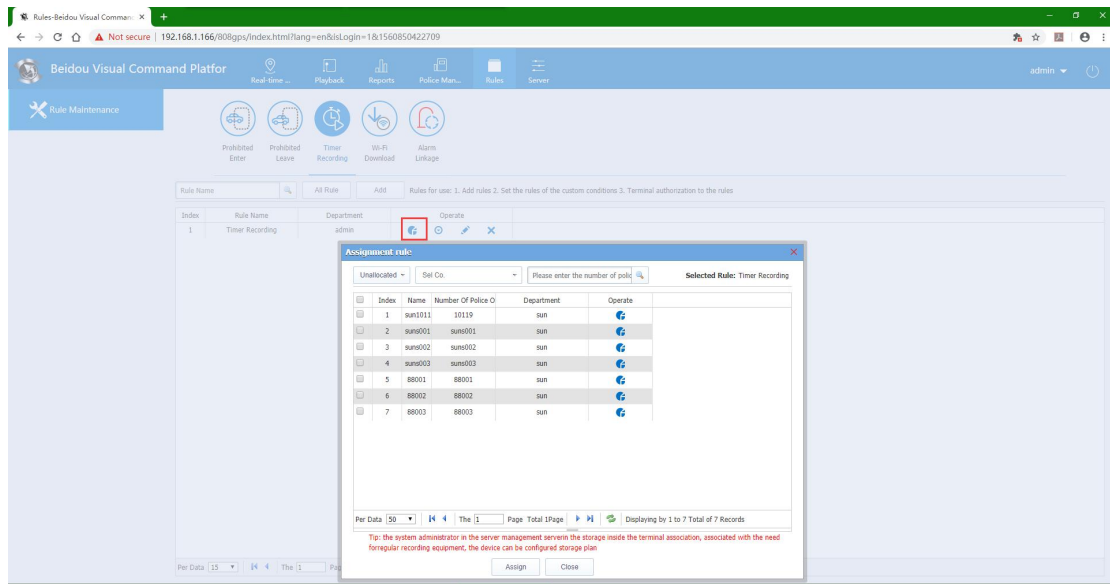 Rules-Beidou Visual Comman
Not secure | 192.168.1.166/808gps/index.html?lang=en&isLogin=1&1560850422709
Beidou Visual Command Platfor
Real-time ... Playback Reports Police Man... Rules Server
admin
Rule Maintenance
Prohibited Enter
Prohibited Leave
Timer Recording
Wi-Fi Download
Alarm Linkage
Rule Name All Rule Add Rules for use: 1. Add rules 2. Set the rules of the custom conditions 3. Terminal authorization to the rules
Index Rule Name Department Operate
1 Timer Recording admin
Assignment rule
Unallocated Sel Co. Please enter the number of polic Selected Rule: Timer Recording
Index Name Number Of Police O Department Operate
1 sun1011 10119 sun
2 suns001 suns001 sun
3 suns002 suns002 sun
4 suns003 suns003 sun
5 88001 88001 sun
6 88002 88002 sun
7 88003 88003 sun
Per Data 50 The 1 Page Total 1Page Displaying by 1 to 7 Total of 7 Records
Tip: the system administrator in the server management serverin the storage inside the terminal association, associated with the need
forregular recording equipment, the device can be configured storage plan
Assign Close
Per Data 15 The 1 Pag